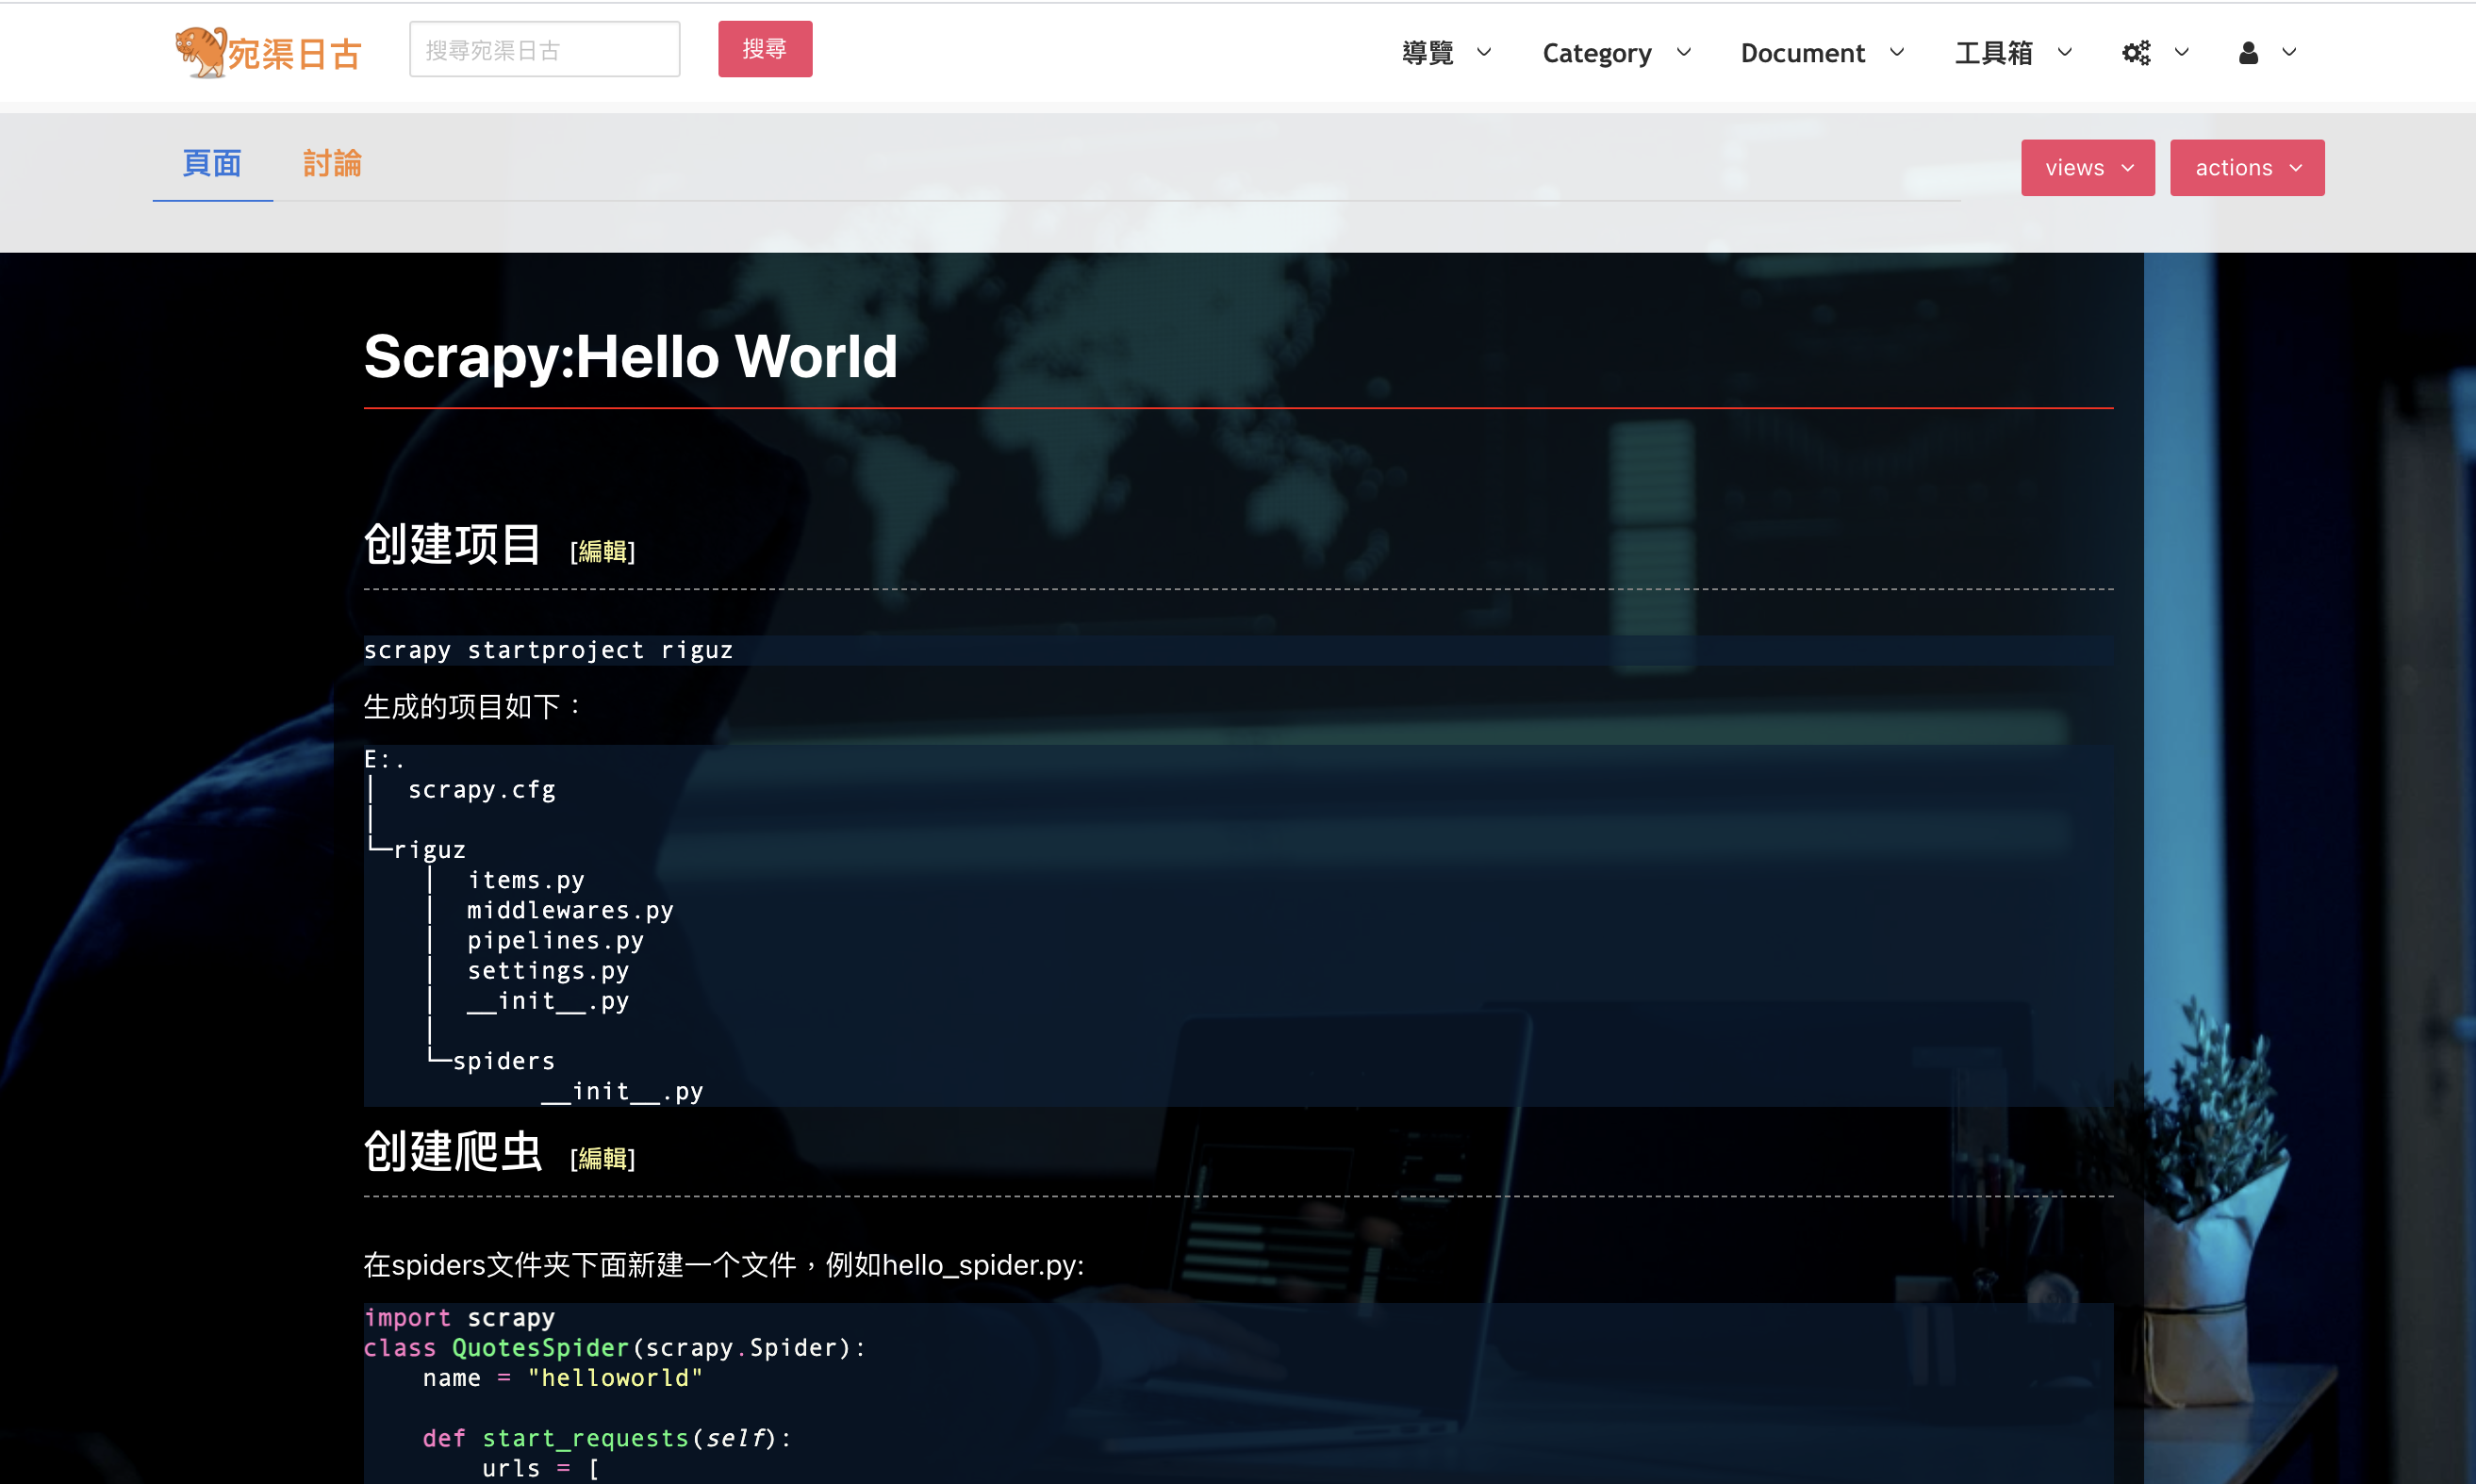 宛渠日古
搜尋宛渠日古
搜尋
導覽
Category
Document
工具箱
頁面
討論
views
actions
Scrapy:Hello World
创建项目 [編輯]
scrapy startproject riguz
生成的项目如下：
E:.
│  scrapy.cfg
│
└─riguz
    │  items.py
    │  middlewares.py
    │  pipelines.py
    │  settings.py
    │  __init__.py
    │
    └─spiders
            __init__.py
创建爬虫 [編輯]
在spiders文件夹下面新建一个文件，例如hello_spider.py:
import scrapy
class QuotesSpider(scrapy.Spider):
    name = "helloworld"
    def start_requests(self):
        urls = [